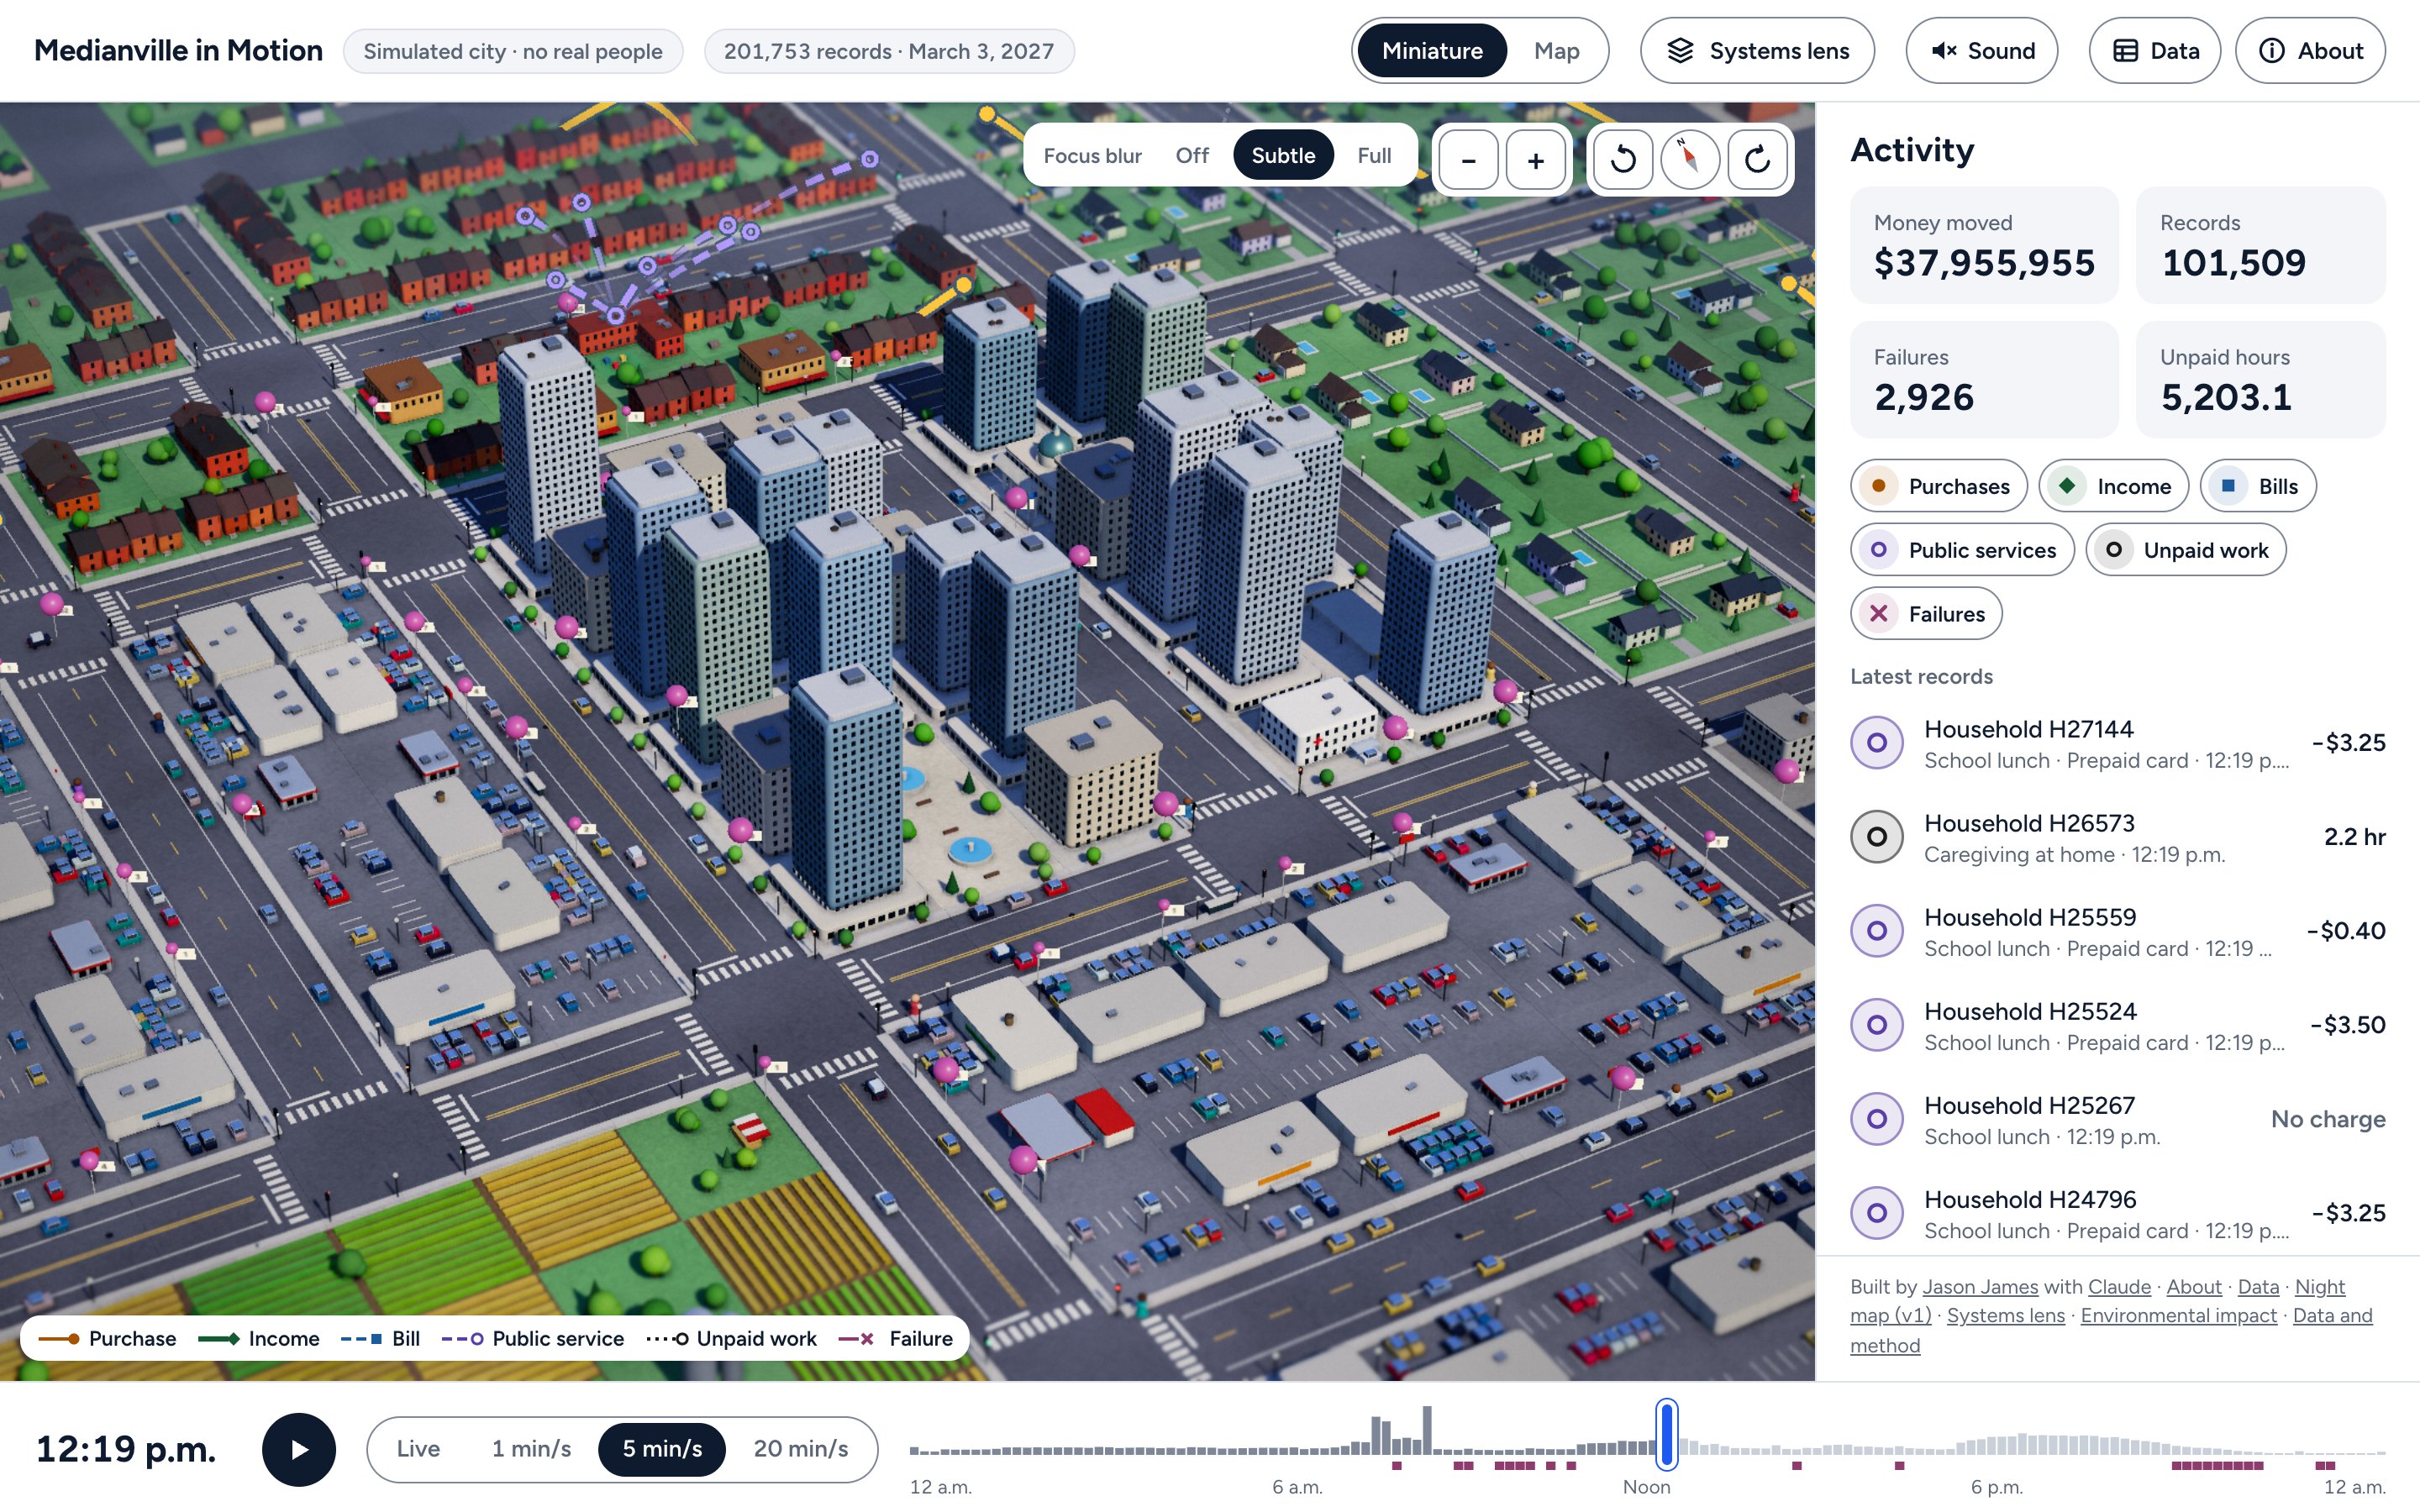 Medianville in Motion
Simulated city · no real people
201,753 records · March 3, 2027
Miniature
Map
Systems lens
Sound
Data
About
Focus blur
Off
Subtle
Full
−
+
N
Activity
Money moved
$37,955,955
Records
101,509
Failures
2,926
Unpaid hours
5,203.1
Purchases
Income
Bills
Public services
Unpaid work
Failures
Latest records
Household H27144
School lunch · Prepaid card · 12:19 p....
−$3.25
Household H26573
Caregiving at home · 12:19 p.m.
2.2 hr
Household H25559
School lunch · Prepaid card · 12:19 ...
−$0.40
Household H25524
School lunch · Prepaid card · 12:19 p...
−$3.50
Household H25267
School lunch · 12:19 p.m.
No charge
Household H24796
School lunch · Prepaid card · 12:19 p....
−$3.25
Built by Jason James with Claude · About · Data · Night
map (v1) · Systems lens · Environmental impact · Data and
method
Purchase
Income
Bill
Public service
Unpaid work
Failure
12:19 p.m.
Live
1 min/s
5 min/s
20 min/s
12 a.m.
6 a.m.
Noon
6 p.m.
12 a.m.